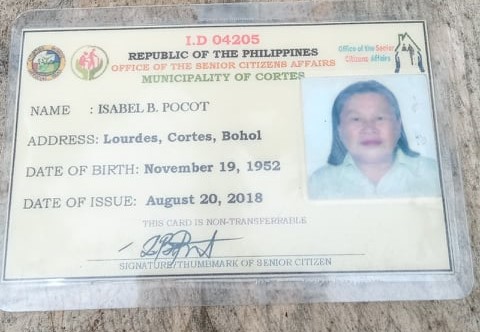 I.D 04205
REPUBLIC OF THE PHILIPPINES
OFFICE OF THE SENIOR CITIZENS AFFAIRS
MUNICIPALITY OF CORTES
Office of the Senior
Citizens Affairs
NAME : ISABEL B. POCOT
ADDRESS: Lourdes, Cortes, Bohol
DATE OF BIRTH: November 19, 1952
DATE OF ISSUE: August 20, 2018
THIS CARD IS NON-TRANSFERRABLE
SIGNATURE/THUMBMARK OF SENIOR CITIZEN